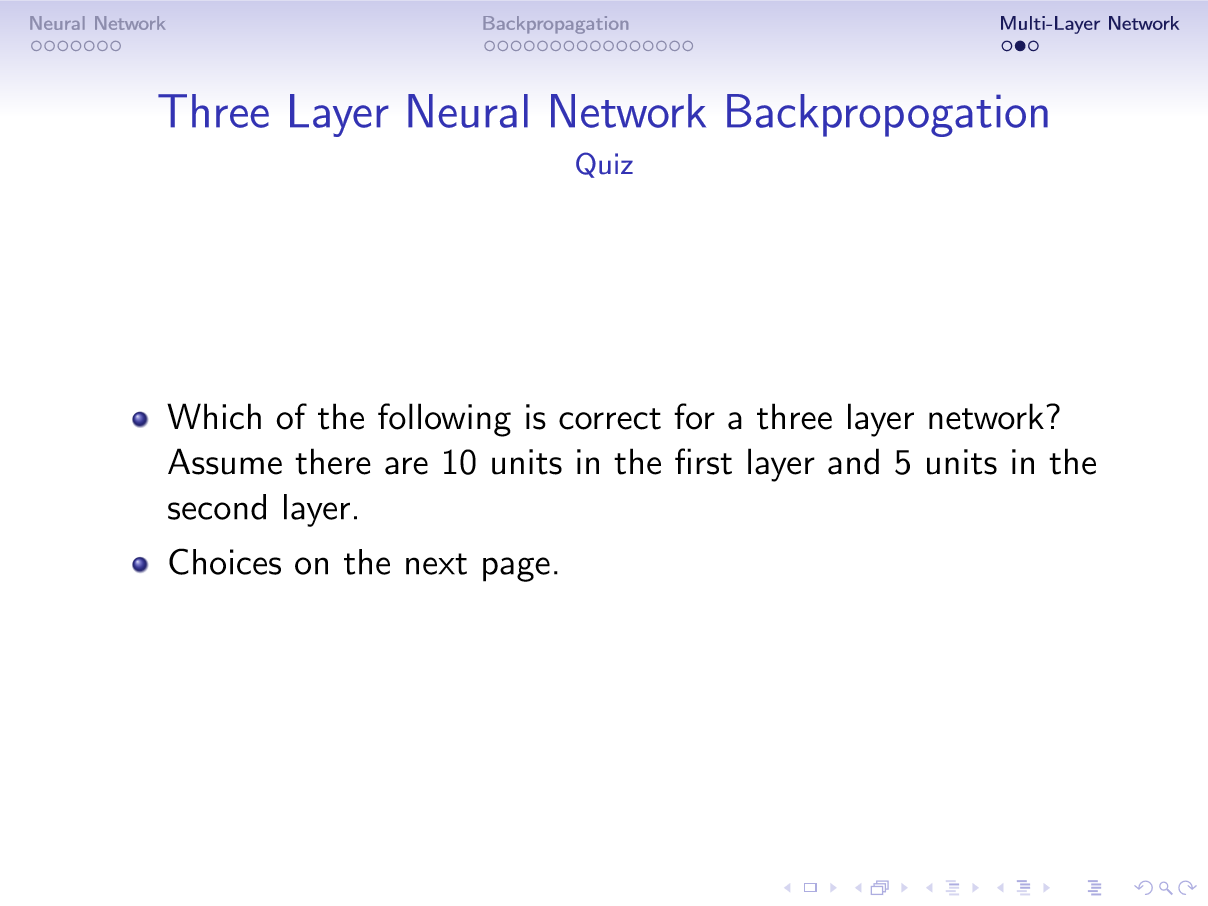 Neural Network
Backpropagation
Multi-Layer Network
Three Layer Neural Network Backpropogation
Quiz
Which of the following is correct for a three layer network?
Assume there are 10 units in the first layer and 5 units in the
second layer.
Choices on the next page.